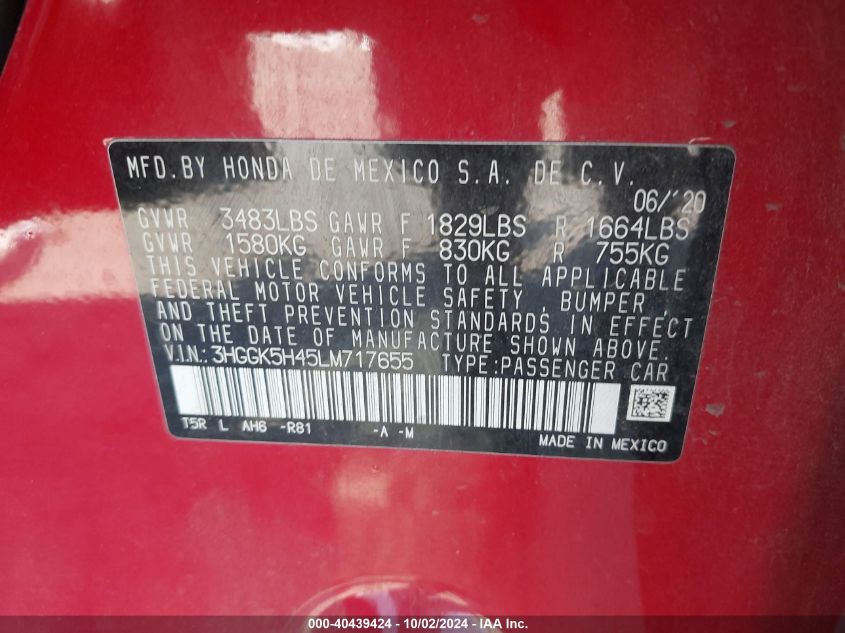 MFD.BY HONDA DE MEXICO S.A. DE C.V.
06/'20
GVWR 3483LBS GAWR F 1829LBS R 1664LBS
GVWR 1580KG GAWR F 830KG R 755KG
THIS VEHICLE CONFORMS TO ALL APPLICABLE
FEDERAL MOTOR VEHICLE SAFETY, BUMPER,
AND THEFT PREVENTION STANDARDS IN EFFECT
ON THE DATE OF MANUFACTURE SHOWN ABOVE.
V.I.N.: 3HGGK5H45LM717655 TYPE:PASSENGER CAR
T5R L AH6 -R81 -A -M
MADE IN MEXICO
000-40439424 - 10/02/2024 - IAA Inc.